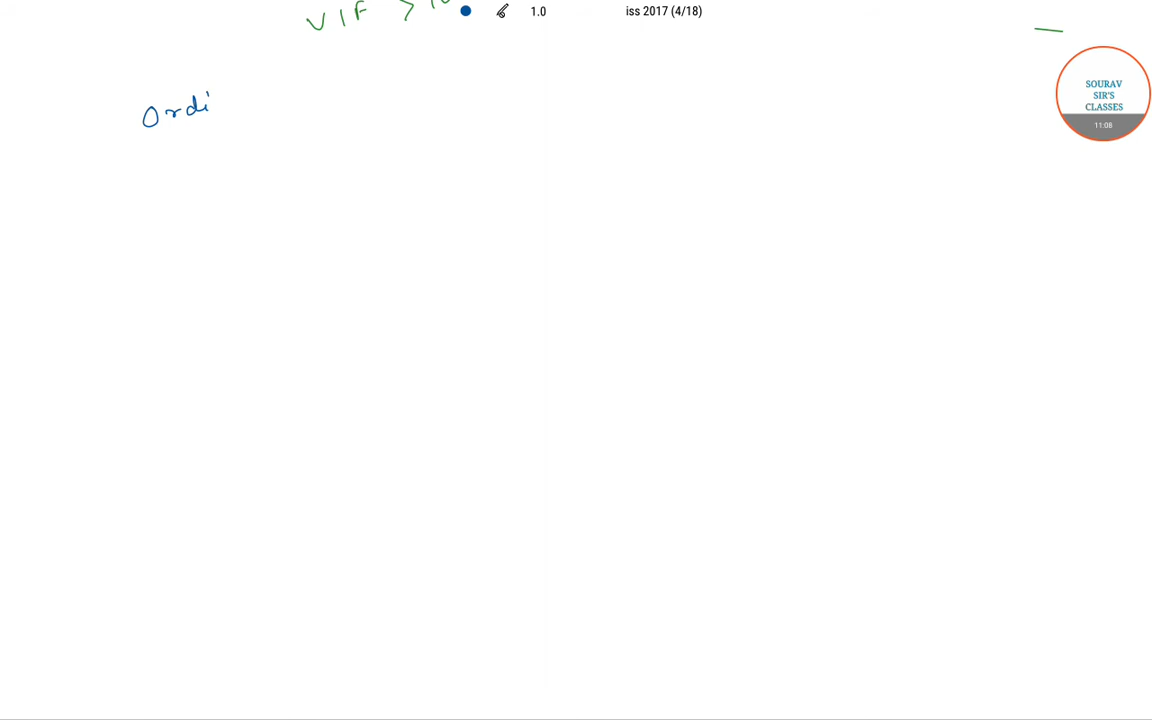 VIF >
1.0
iss 2017 (4/18)
Ordi
SOURAV
SIR'S
CLASSES
11:08